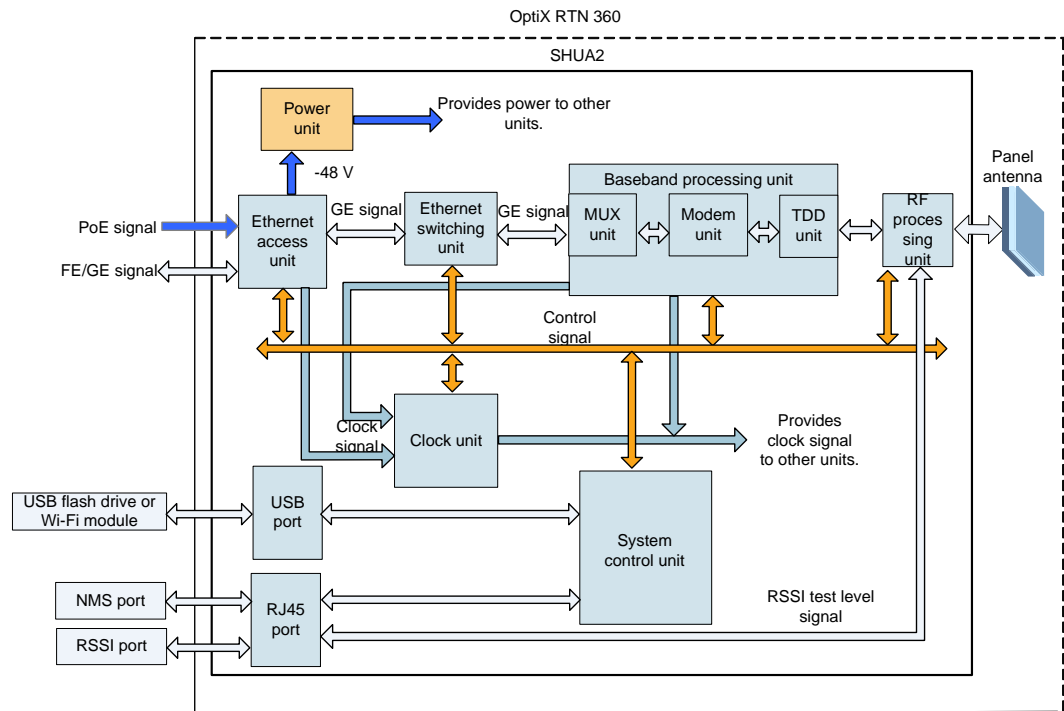 OptiX RTN 360
SHUA2
Power
unit
Provides power to other
units.
-48 V
Panel
antenna
PoE signal
FE/GE signal
Ethernet
access
unit
GE signal
Ethernet
switching
unit
GE signal
Baseband processing unit
MUX
unit
Modem
unit
TDD
unit
RF
proces
sing
unit
Control
signal
Clock
signal
Clock unit
Provides
clock signal
to other units.
USB flash drive or
Wi-Fi module
USB
port
System
control unit
NMS port
RSSI port
RJ45
port
RSSI test level
signal